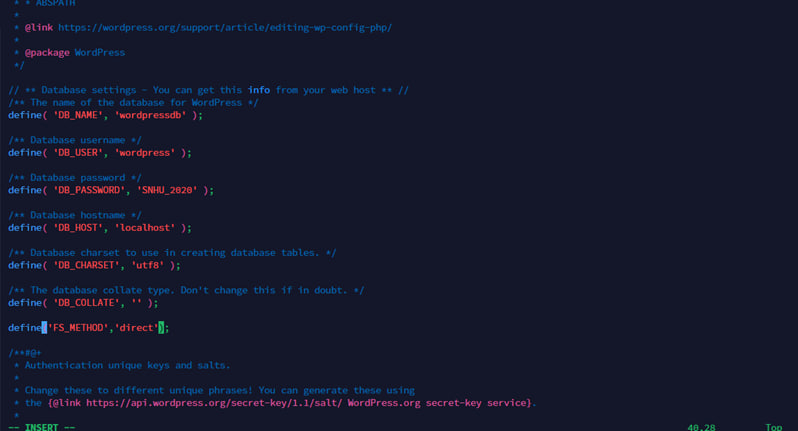 * * ABSPATH
*
* @link https://wordpress.org/support/article/editing-wp-config-php/
*
* @package WordPress
*/
// ** Database settings - You can get this info from your web host ** //
/** The name of the database for WordPress */
define( 'DB_NAME', 'wordpressdb' );
/** Database username */
define( 'DB_USER', 'wordpress' );
/** Database password */
define( 'DB_PASSWORD', 'SNHU_2020' );
/** Database hostname */
define( 'DB_HOST', 'localhost' );
/** Database charset to use in creating database tables. */
define( 'DB_CHARSET', 'utf8' );
/** The database collate type. Don't change this if in doubt. */
define( 'DB_COLLATE', '' );
define('FS_METHOD','direct');
/**#@+
* Authentication unique keys and salts.
*
* Change these to different unique phrases! You can generate these using
* the {@link https://api.wordpress.org/secret-key/1.1/salt/ WordPress.org secret-key service}.
*
-- INSERT -- 40,28 Top